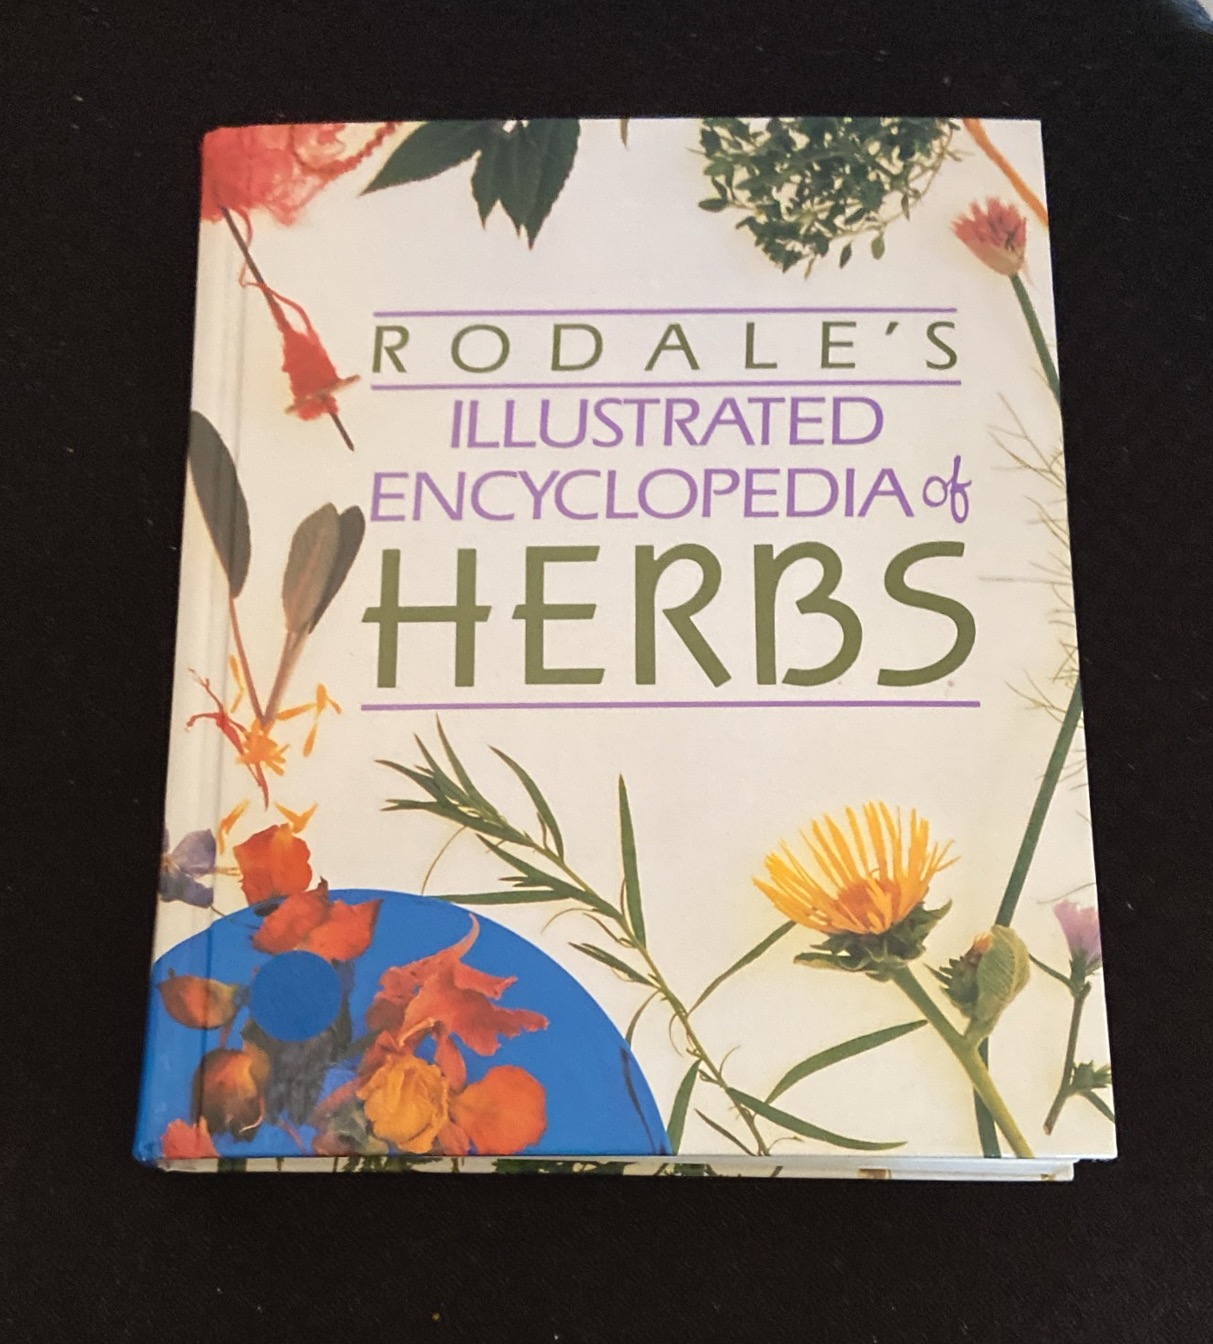 RODALE'S
ILLUSTRATED
ENCYCLOPEDIA of
HERBS